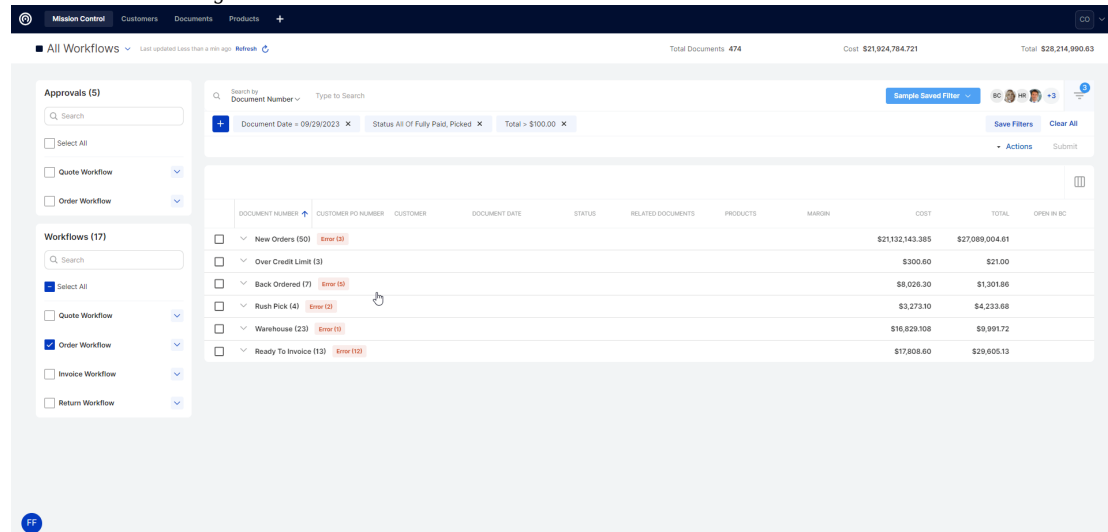 Mission Control Customers Documents Products + CO
All Workflows Last updated Less than a min ago Refresh Total Documents 474 Cost $21,924,784.721 Total $28,214,990.63
Approvals (5)
Search
Select All
Quote Workflow
Order Workflow
Workflows (17)
Search
Select All
Quote Workflow
Order Workflow
Invoice Workflow
Return Workflow
Search by
Document Number Type to Search Sample Saved Filter BC HR +3 3
+ Document Date = 09/29/2023 × Status All Of Fully Paid, Picked × Total > $100.00 × Save Filters Clear All
Actions Submit
DOCUMENT NUMBER CUSTOMER PO NUMBER CUSTOMER DOCUMENT DATE STATUS RELATED DOCUMENTS PRODUCTS MARGIN COST TOTAL OPEN IN BC
New Orders (50) Error (3) $21,132,143.385 $27,089,004.61
Over Credit Limit (3) $300.60 $21.00
Back Ordered (7) Error (5) $8,026.30 $1,301.86
Rush Pick (4) Error (2) $3,273.10 $4,233.68
Warehouse (23) Error (1) $16,829.108 $9,991.72
Ready To Invoice (13) Error (12) $17,808.60 $29,605.13
FF